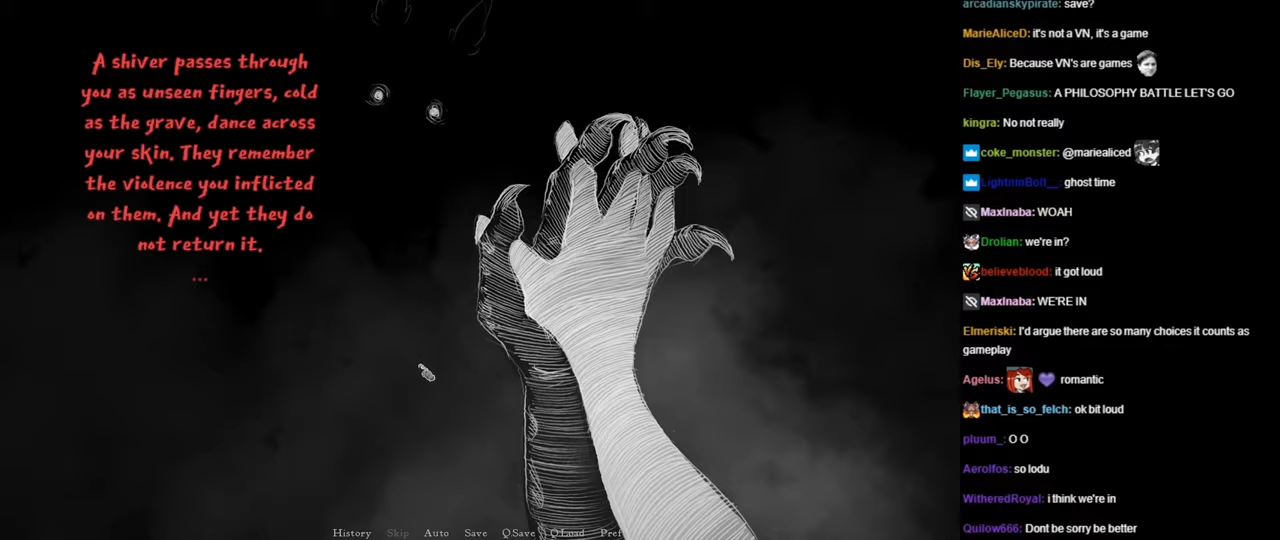 A shiver passes through
you as unseen fingers, cold
as the grave, dance across
your skin. They remember
the violence you inflicted
on them. And yet they do
not return it.
...
History Skip Auto Save Q.Save Q.Load Pref
arcadianskypirate: save?
MarieAliceD: it's not a VN, it's a game
Dis_Ely: Because VN's are games
Flayer_Pegasus: A PHILOSOPHY BATTLE LET'S GO
kingra: No not really
coke_monster: @mariealiced
LightninBolt__: ghost time
MaxInaba: WOAH
Drolian: we're in?
believeblood: it got loud
MaxInaba: WE'RE IN
Elmeriski: I'd argue there are so many choices it counts as
gameplay
Agelus: romantic
that_is_so_felch: ok bit loud
pluum_: O O
Aerolfos: so lodu
WitheredRoyal: i think we're in
Quilow666: Dont be sorry be better